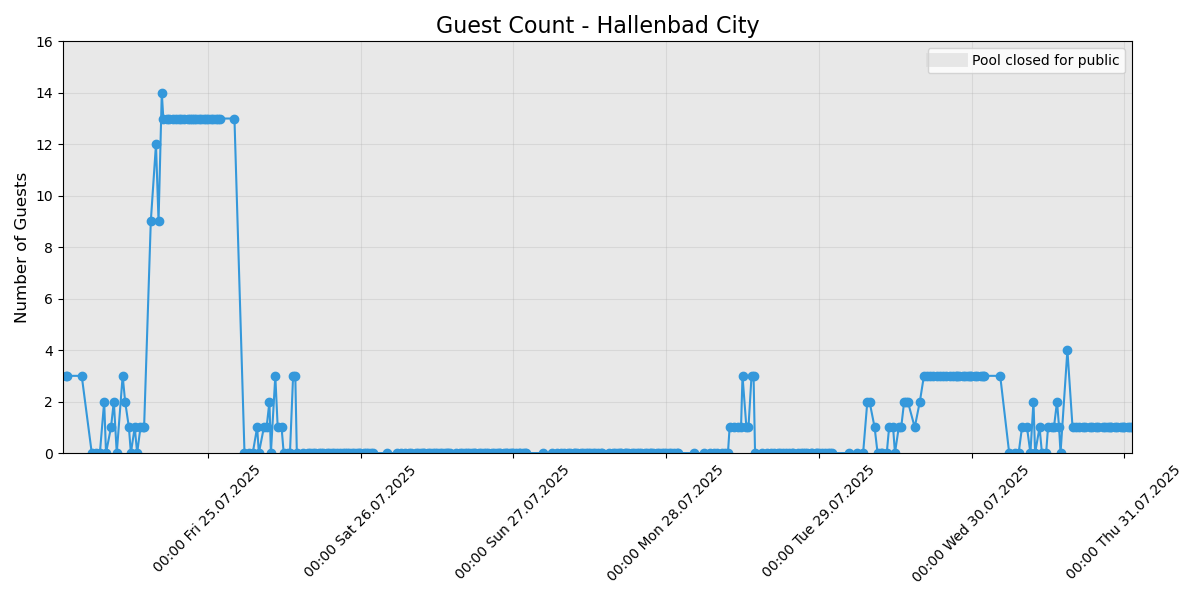 Guest Count - Hallenbad City
Pool closed for public
Number of Guests
16
14
12
10
8
6
4
2
0
00:00 Fri 25.07.2025
00:00 Sat 26.07.2025
00:00 Sun 27.07.2025
00:00 Mon 28.07.2025
00:00 Tue 29.07.2025
00:00 Wed 30.07.2025
00:00 Thu 31.07.2025